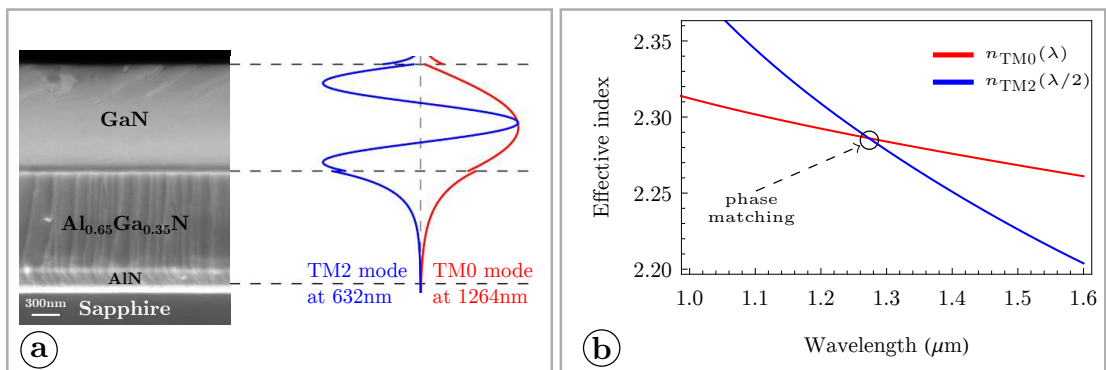 GaN
Al0.65Ga0.35N
AlN
300nm
Sapphire
TM2 mode
at 632nm
TM0 mode
at 1264nm
a
2.35
2.30
2.25
2.20
Effective index
nTM0(λ)
nTM2(λ/2)
phase
matching
1.0 1.1 1.2 1.3 1.4 1.5 1.6
Wavelength (μm)
b